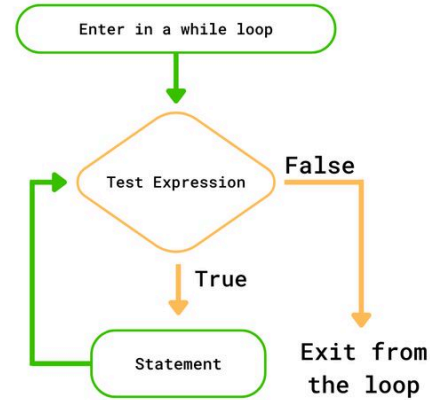 Enter in a while loop
Test Expression
False
True
Statement
Exit from
the loop